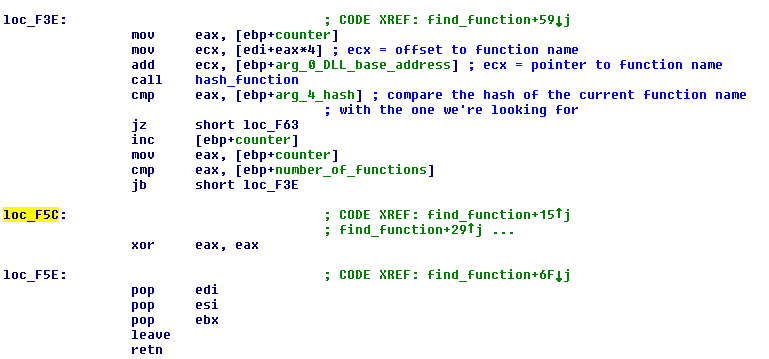 loc_F3E: ; CODE XREF: find_function+59↓j
mov eax, [ebp+counter]
mov ecx, [edi+eax*4] ; ecx = offset to function name
add ecx, [ebp+arg_0_DLL_base_address] ; ecx = pointer to function name
call hash_function
cmp eax, [ebp+arg_4_hash] ; compare the hash of the current function name
; with the one we're looking for
jz short loc_F63
inc [ebp+counter]
mov eax, [ebp+counter]
cmp eax, [ebp+number_of_functions]
jb short loc_F3E
loc_F5C: ; CODE XREF: find_function+15↑j
; find_function+29↑j ...
xor eax, eax
loc_F5E: ; CODE XREF: find_function+6F↓j
pop edi
pop esi
pop ebx
leave
retn